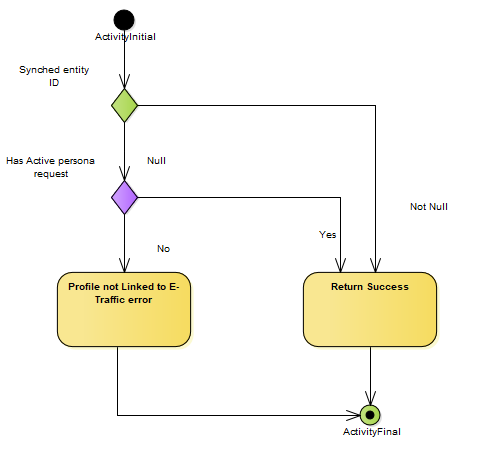 ActivityInitial
Synched entity
ID
Has Active persona
request
Null
Not Null
Yes
No
Profile not Linked to E-
Traffic error
Return Success
ActivityFinal